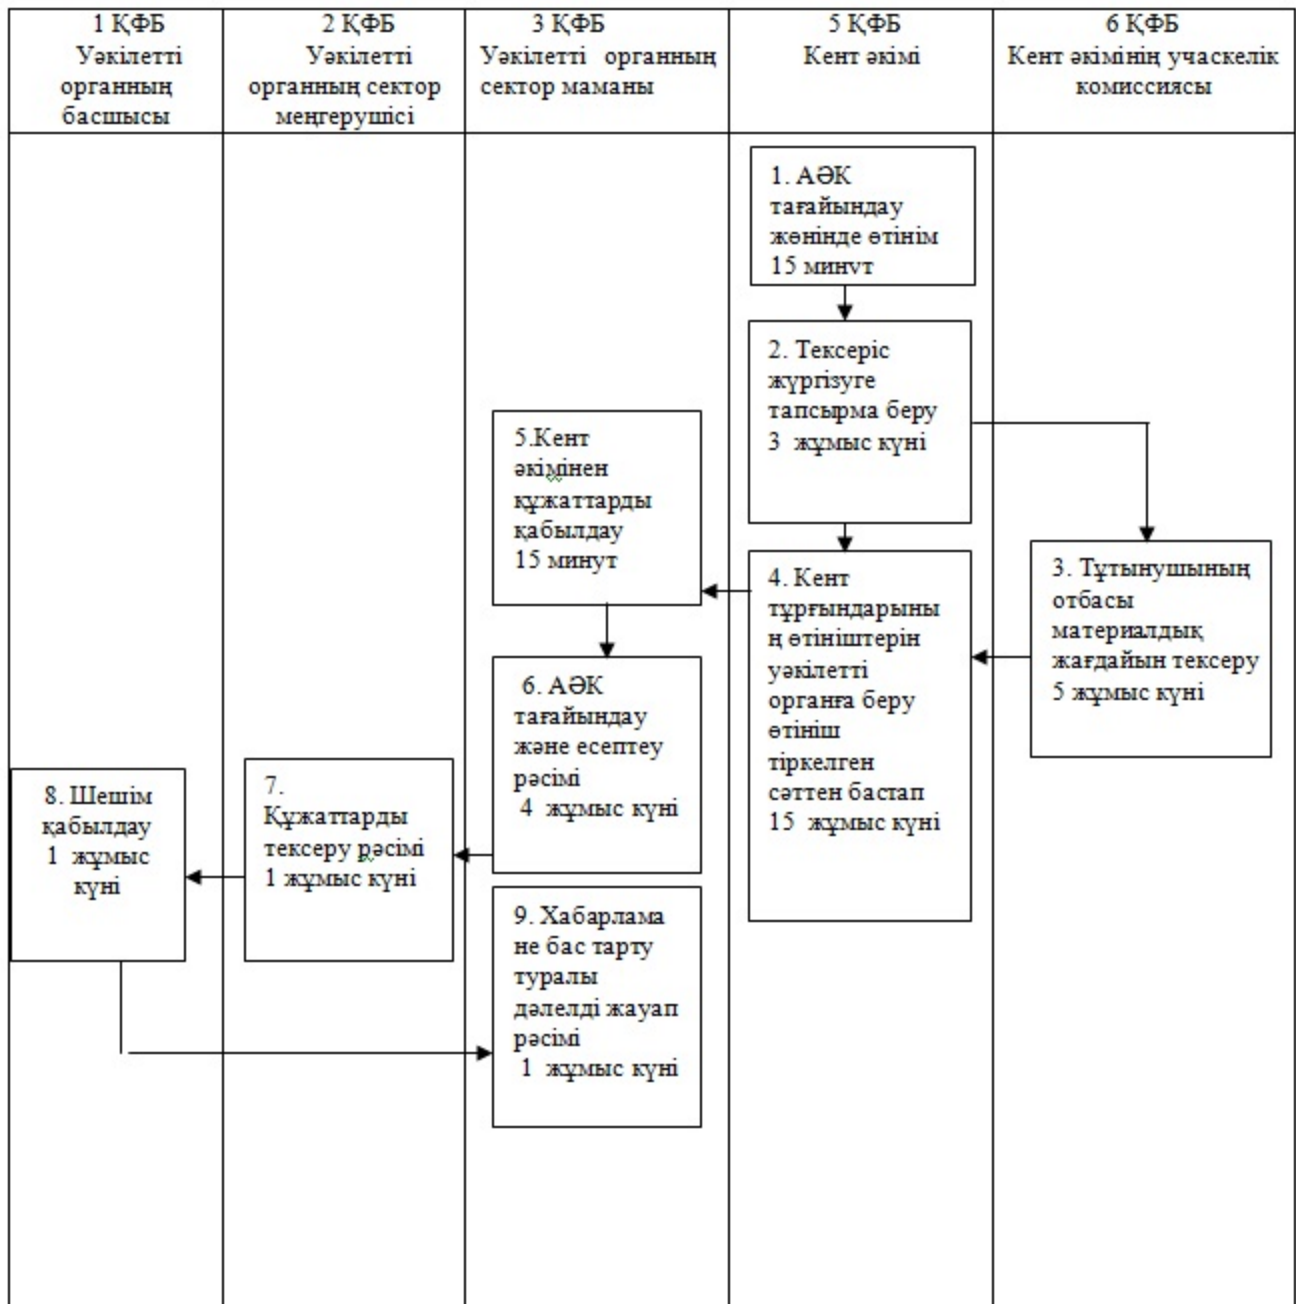 1 ҚФБ
Уәкілетті
органның
басшысы
2 ҚФБ
Уәкілетті
органның сектор
меңгерушісі
3 ҚФБ
Уәкілетті органның
сектор маманы
5 ҚФБ
Кент әкімі
6 ҚФБ
Кент әкімінің учаскелік
комиссиясы
1. АӘК
тағайындау
жөнінде өтінім
15 минут
2. Тексеріс
жүргізуге
тапсырма беру
3 жұмыс күні
3. Тұтынушының
отбасы
материалдық
жағдайын тексеру
5 жұмыс күні
4. Кент
тұрғындарыны
ң өтініштерін
уәкілетті
органға беру
өтініш
тіркелген
сәттен бастап
15 жұмыс күні
5.Кент
әкімінен
құжаттарды
қабылдау
15 минут
6. АӘК
тағайындау
және есептеу
рәсімі
4 жұмыс күні
7.
Құжаттарды
тексеру рәсімі
1 жұмыс күні
8. Шешім
қабылдау
1 жұмыс
күні
9. Хабарлама
не бас тарту
туралы
дәлелді жауап
рәсімі
1 жұмыс күні